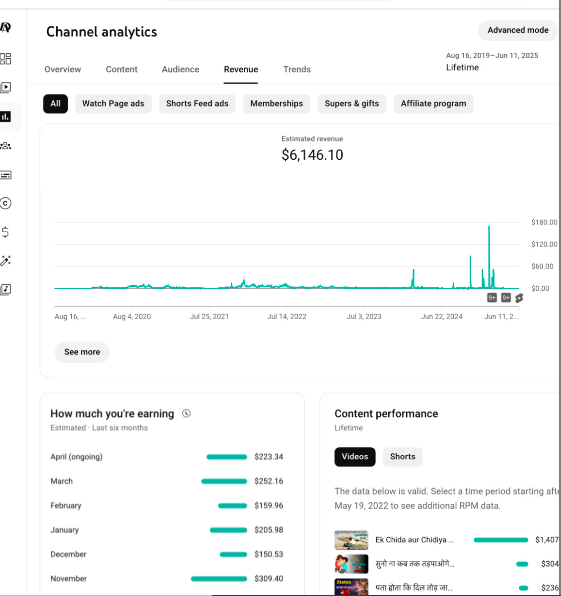 Channel analytics
Advanced mode
Aug 16, 2019–Jun 11, 2025
Lifetime
Overview Content Audience Revenue Trends
All Watch Page ads Shorts Feed ads Memberships Supers & gifts Affiliate program
Estimated revenue
$6,146.10
$180.00
$120.00
$60.00
$0.00
9+ 9+
Aug 16, ... Aug 4, 2020 Jul 25, 2021 Jul 14, 2022 Jul 3, 2023 Jun 22, 2024 Jun 11, 2...
See more
How much you're earning
Estimated · Last six months
April (ongoing) $223.34
March $252.16
February $159.96
January $205.98
December $150.53
November $309.40
Content performance
Lifetime
Videos Shorts
The data below is valid. Select a time period starting afte
May 19, 2022 to see additional RPM data.
Ek Chida aur Chidiya .. $1,407
सुनो ना कब तक तड़पाओगे... $304
पता होता कि दिल तोड़ जा... $236